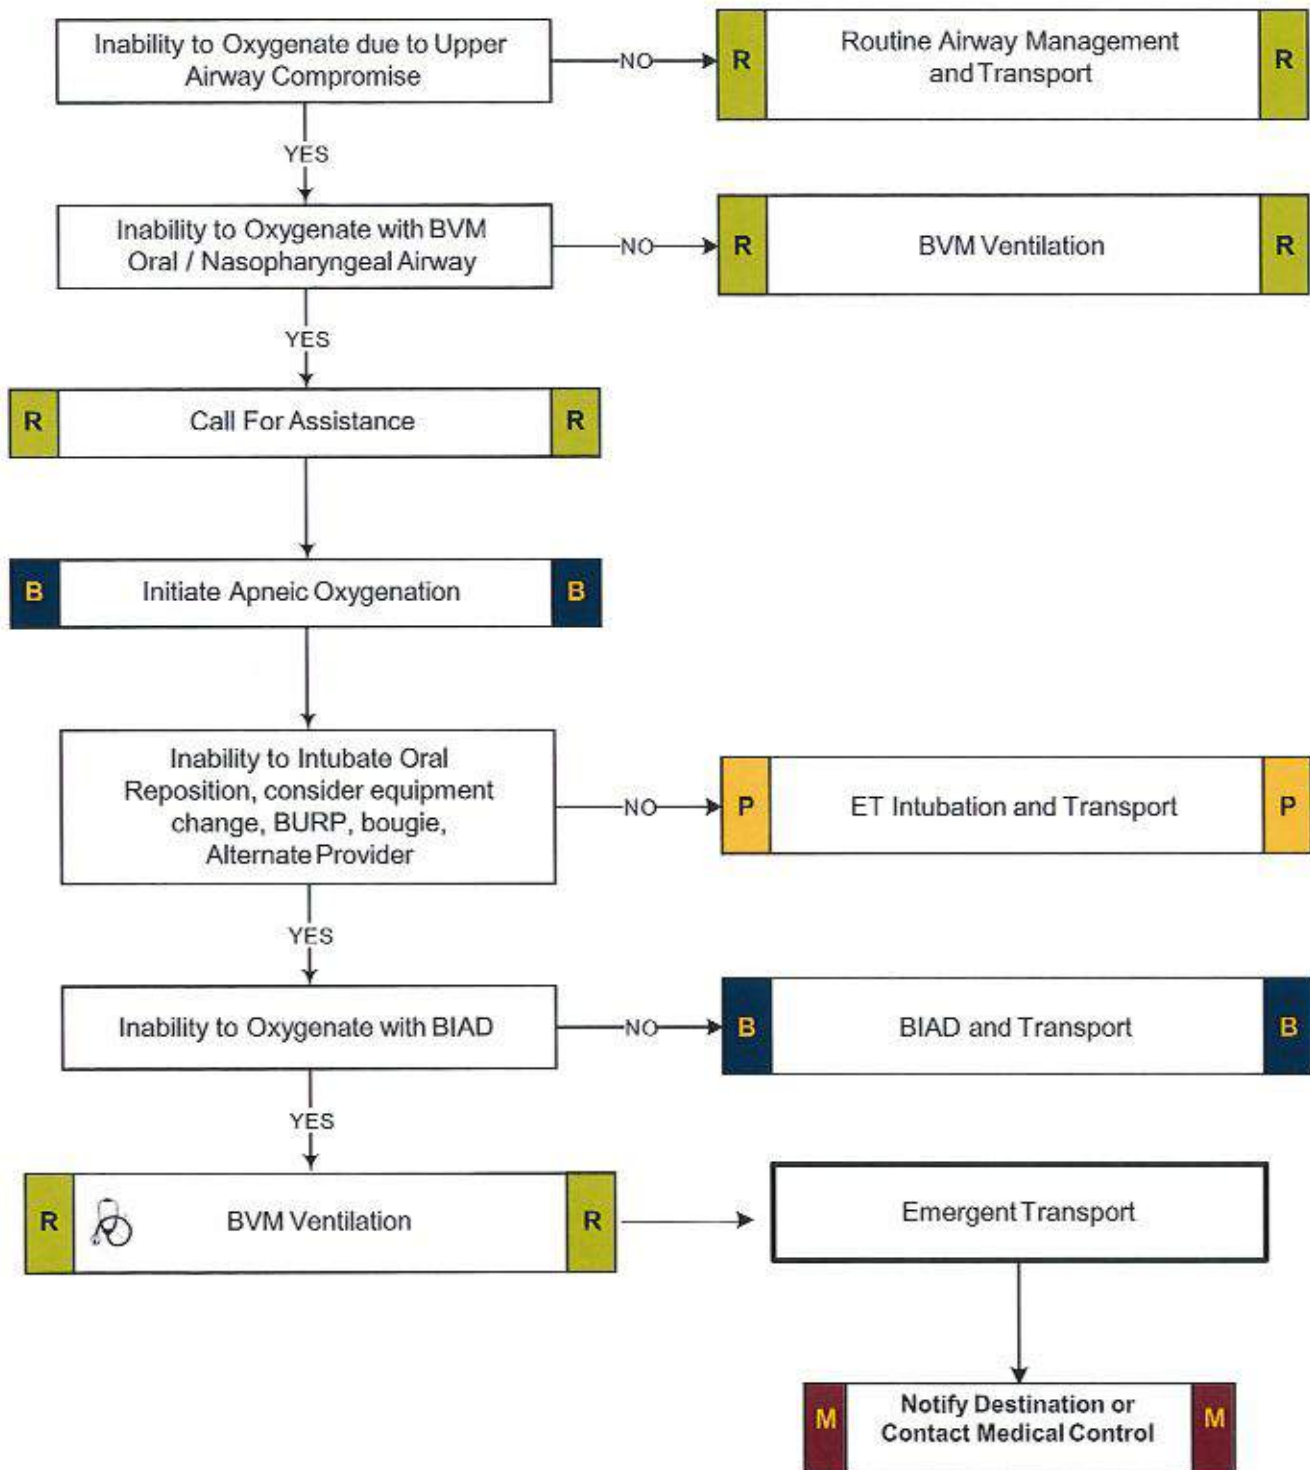 Inability to Oxygenate due to Upper
Airway Compromise
NO
R
Routine Airway Management
and Transport
R
YES
Inability to Oxygenate with BVM
Oral / Nasopharyngeal Airway
NO
R
BVM Ventilation
R
YES
R
Call For Assistance
R
B
Initiate Apneic Oxygenation
B
Inability to Intubate Oral
Reposition, consider equipment
change, BURP, bougie,
Alternate Provider
NO
P
ET Intubation and Transport
P
YES
Inability to Oxygenate with BIAD
NO
B
BIAD and Transport
B
YES
R
BVM Ventilation
R
Emergent Transport
M
Notify Destination or
Contact Medical Control
M